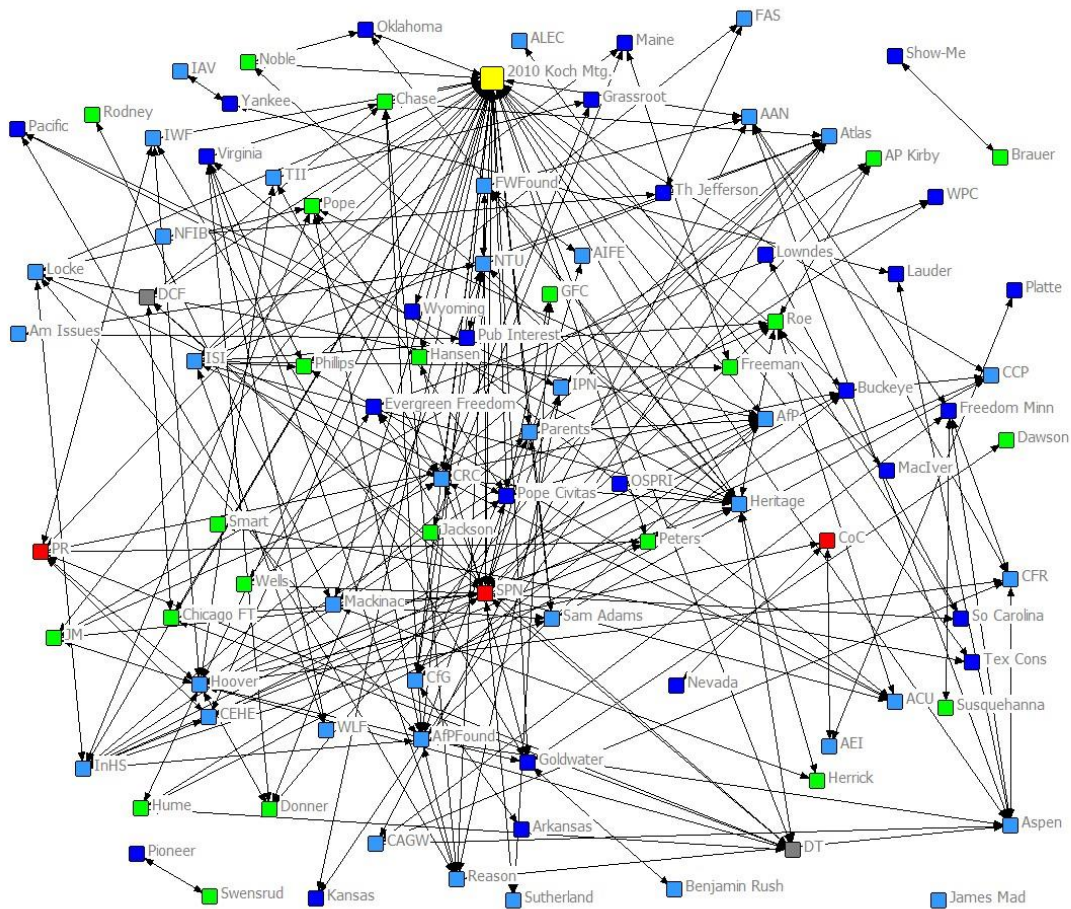 Oklahoma
FAS
ALEC
Maine
Show-Me
Noble
IAV
2010 Koch Mtg.
Yankee
Chase
Grassroot
Rodney
AAN
Pacific
IWF
Atlas
Virginia
AP Kirby
Brauer
TII
FWFound
Th Jefferson
WPC
Pope
NFIB
Locke
NTU
AIFE
Lowndes
Lauder
DCF
GFC
Platte
Wyoming
Am Issues
Pub Interest
Roe
ISI
Philips
Hansen
Freeman
CCP
IPN
Buckeye
Evergreen Freedom
AfP
Freedom Minn
Parents
Dawson
CRC
OSPRI
MacIver
Pope Civitas
Heritage
Smart
Jackson
PR
Peters
CoC
Wells
SPN
CFR
Mackinac
Chicago FT
Sam Adams
So Carolina
JM
Tex Cons
Hoover
CfG
Nevada
ACU
Susquehanna
CEHE
WLF
AfPFound
AEI
InHS
Goldwater
Herrick
Hume
Donner
Arkansas
Aspen
CAGW
DT
Pioneer
Reason
Benjamin Rush
Swensrud
Kansas
Sutherland
James Mad